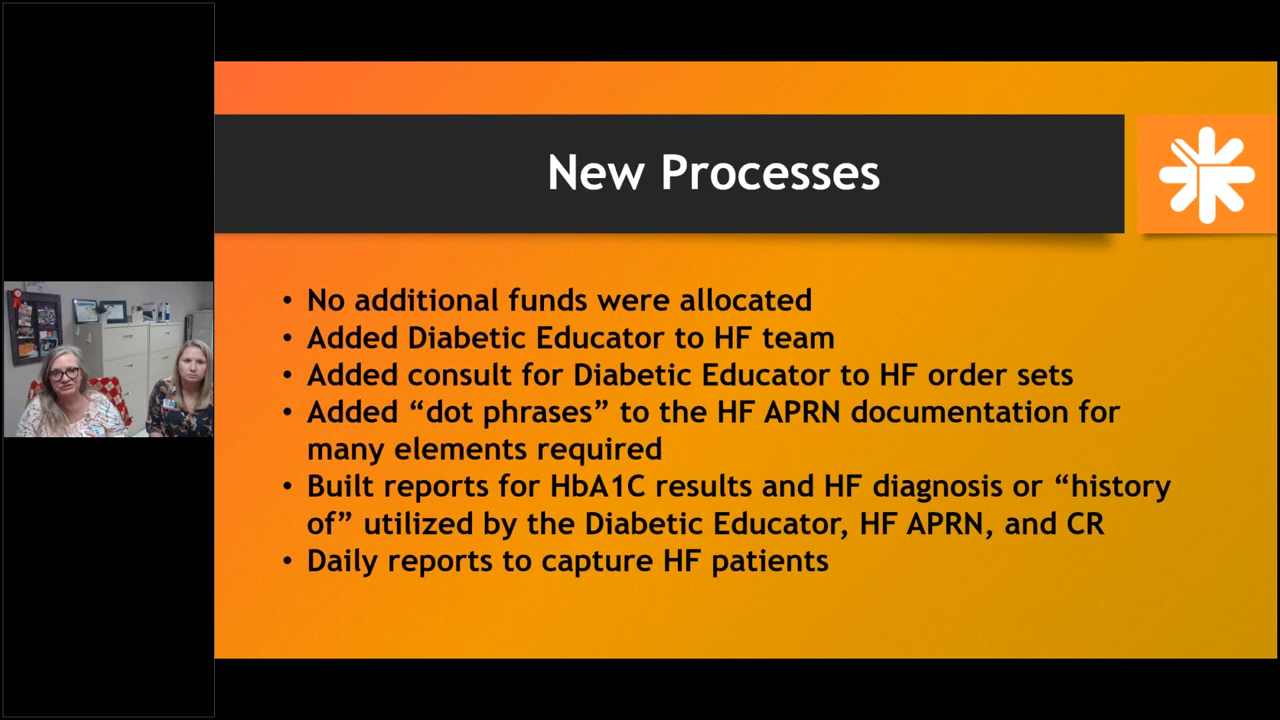 New Processes
• No additional funds were allocated
• Added Diabetic Educator to HF team
• Added consult for Diabetic Educator to HF order sets
• Added “dot phrases” to the HF APRN documentation for
many elements required
• Built reports for HbA1C results and HF diagnosis or “history
of” utilized by the Diabetic Educator, HF APRN, and CR
• Daily reports to capture HF patients